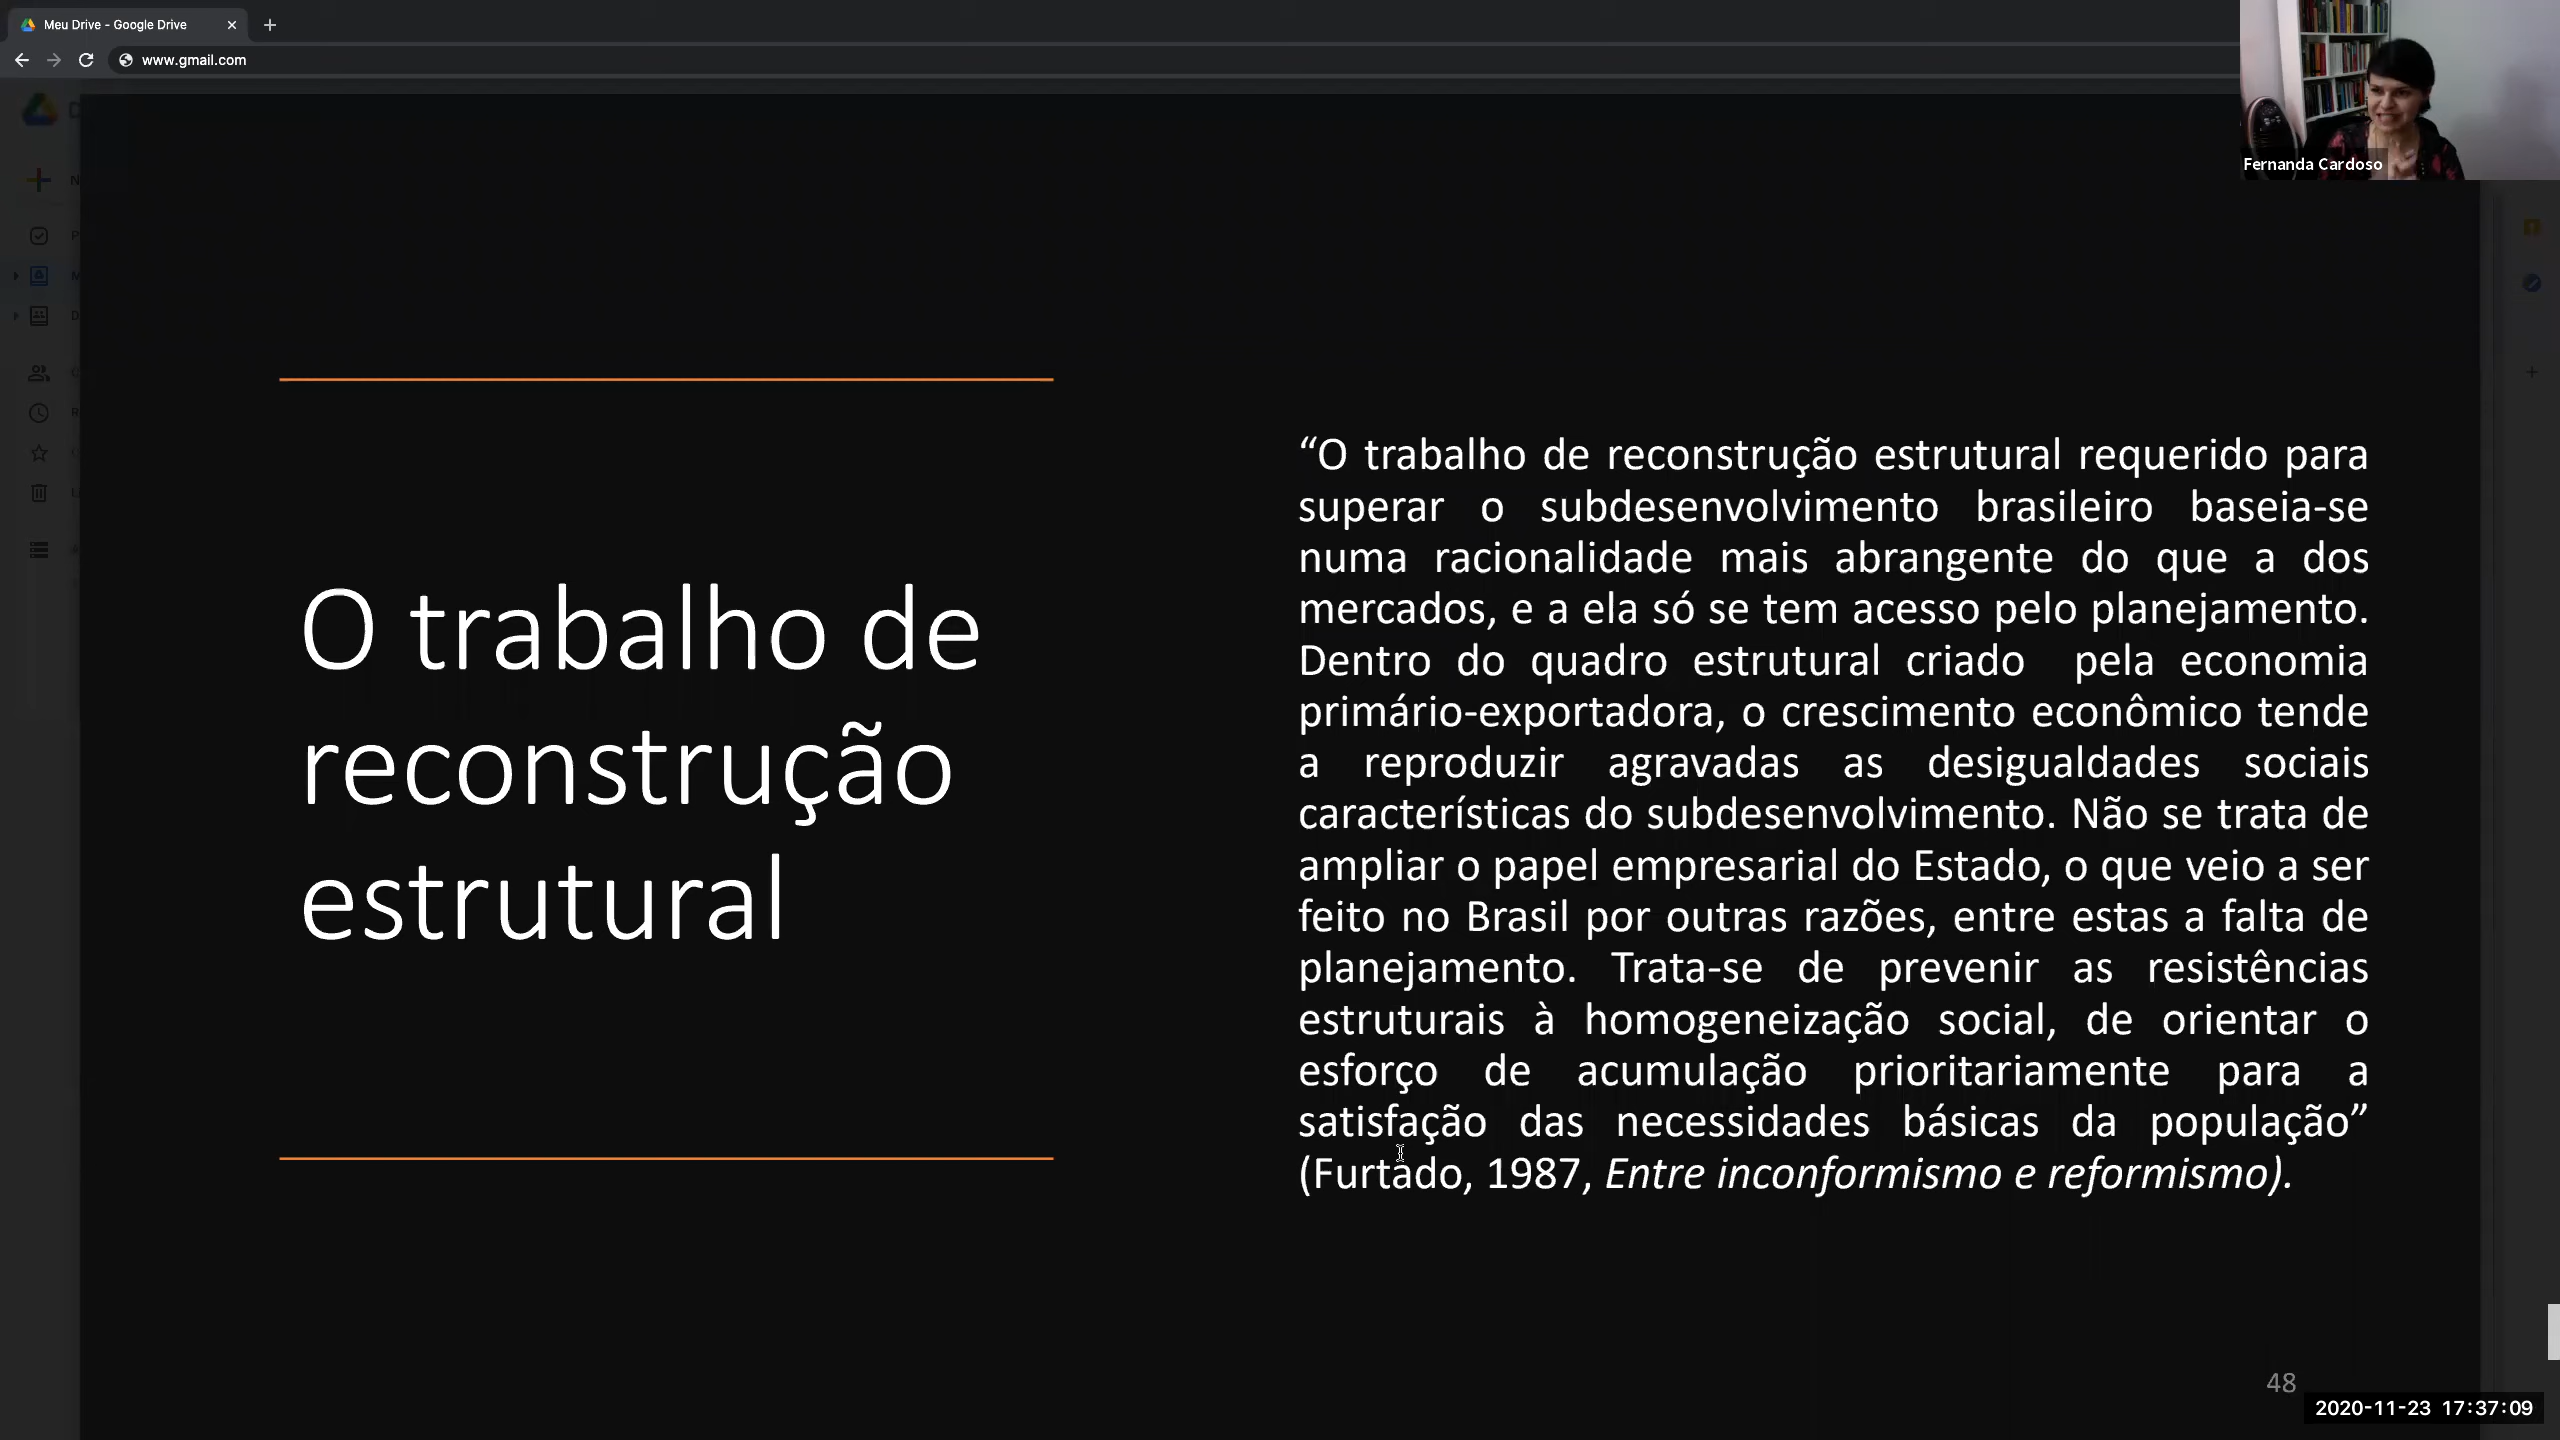 Meu Drive - Google Drive
www.gmail.com
Fernanda Cardoso
O trabalho de
reconstrução
estrutural
“O trabalho de reconstrução estrutural requerido para
superar o subdesenvolvimento brasileiro baseia-se
numa racionalidade mais abrangente do que a dos
mercados, e a ela só se tem acesso pelo planejamento.
Dentro do quadro estrutural criado pela economia
primário-exportadora, o crescimento econômico tende
a reproduzir agravadas as desigualdades sociais
características do subdesenvolvimento. Não se trata de
ampliar o papel empresarial do Estado, o que veio a ser
feito no Brasil por outras razões, entre estas a falta de
planejamento. Trata-se de prevenir as resistências
estruturais à homogeneização social, de orientar o
esforço de acumulação prioritariamente para a
satisfação das necessidades básicas da população”
(Furtado, 1987, Entre inconformismo e reformismo).
48
2020-11-23 17:37:09